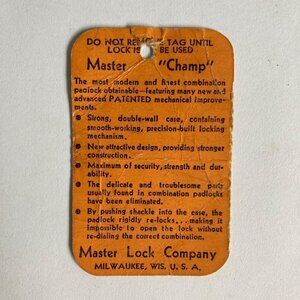 DO NOT REMOVE TAG UNTIL
LOCK IS BE USED
Master "Champ"
The most modern and finest combination
padlock obtainable—featuring many new and
advanced PATENTED mechanical improve-
ments.
● Strong, double-wall case, containing
smooth-working, precision-built locking
mechanism.
● New attractive design, providing stronger
construction.
● Maximum of security, strength and dur-
ability.
● The delicate and troublesome parts
usually found in combination padlocks
have been eliminated.
● By pushing shackle into the case, the
padlock rigidly re-locks... making it
impossible to open the lock without
re-dialing the correct combination.
Master Lock Company
MILWAUKEE, WIS. U. S. A.